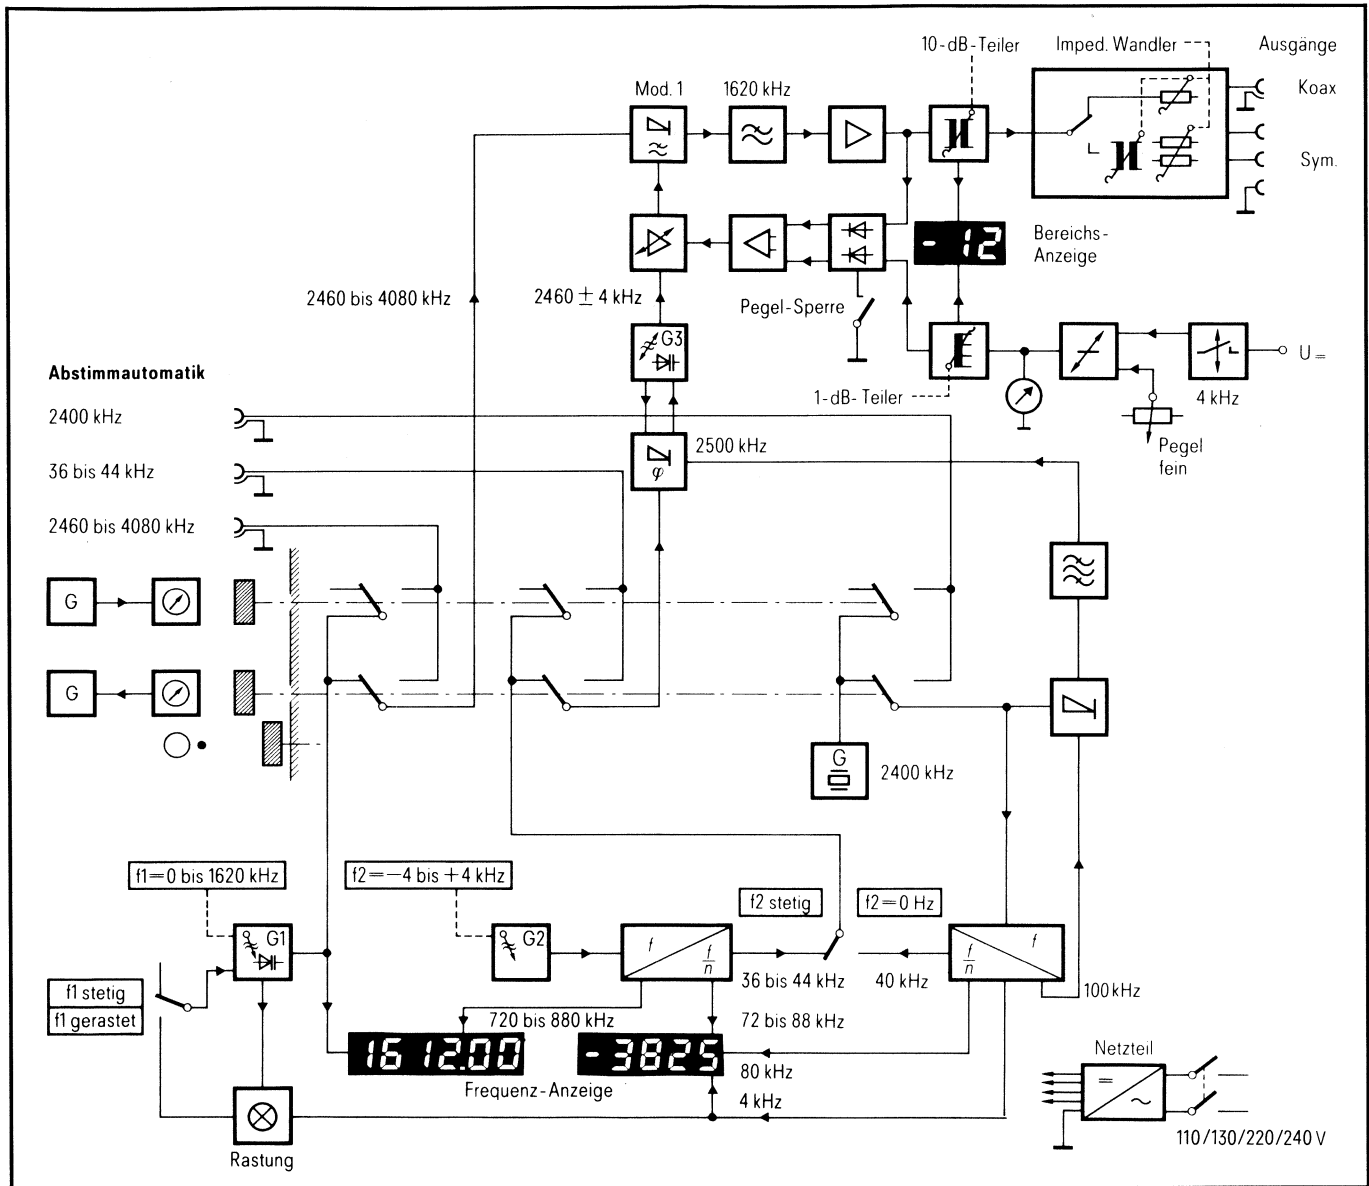 10-dB-Teiler
Imped. Wandler
Ausgänge
Mod. 1
1620 kHz
Koax
Sym.
-12
Bereichs-
Anzeige
2460 bis 4080 kHz
2460 ± 4 kHz
Pegel-Sperre
G3
U=
Abstimmautomatik
1-dB-Teiler
4 kHz
2400 kHz
Pegel
fein
2500 kHz
φ
36 bis 44 kHz
2460 bis 4080 kHz
G
G
G
2400 kHz
f1=0 bis 1620 kHz
f2=-4 bis +4 kHz
f2 stetig
f2=0 Hz
G1
G2
f
f
n
f
n
f
36 bis 44 kHz
40 kHz
100 kHz
f1 stetig
f1 gerastet
720 bis 880 kHz
72 bis 88 kHz
1612.00
-3825
80 kHz
Frequenz-Anzeige
4 kHz
Netzteil
=
~
110/130/220/240 V
Rastung